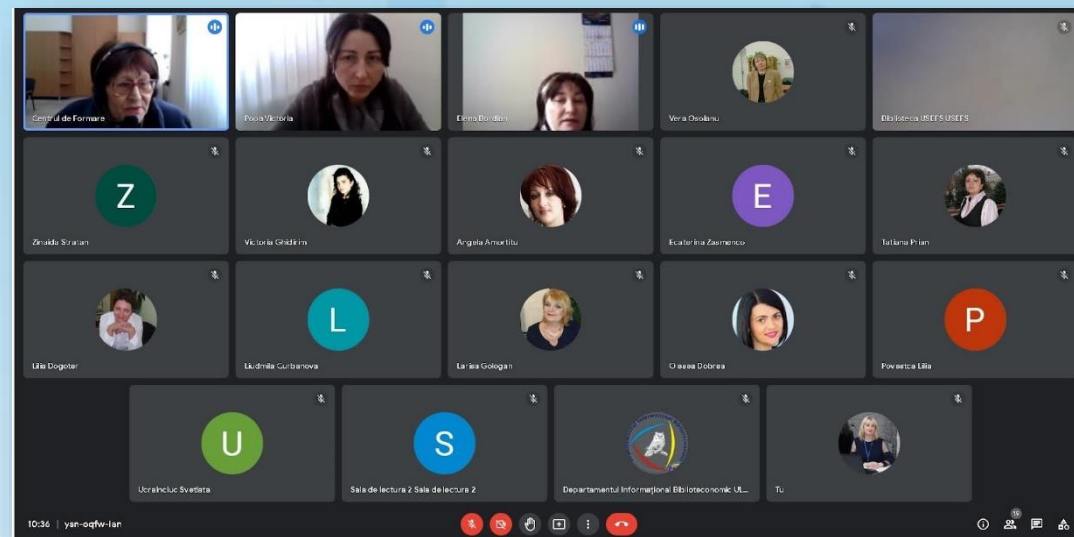 Centrul de Formare
Popa Victoria
Elena Bordian
Vera Osoianu
Biblioteca USEFS USEFS
Z
Zinaida Stratan
Victoria Ghidirim
Angela Amortitu
E
Ecaterina Zasmenco
Tatiana Prian
Lilia Dogotar
L
Liudmila Curbanova
Larisa Gologan
Olesea Dobrea
P
Povestca Lilia
U
Ucrainciuc Svetlata
S
Sala de lectura 2 Sala de lectura 2
Departamentul Informațional Biblioteconomic UL...
Tu
10:36 | ysn-oqfw-ian
19